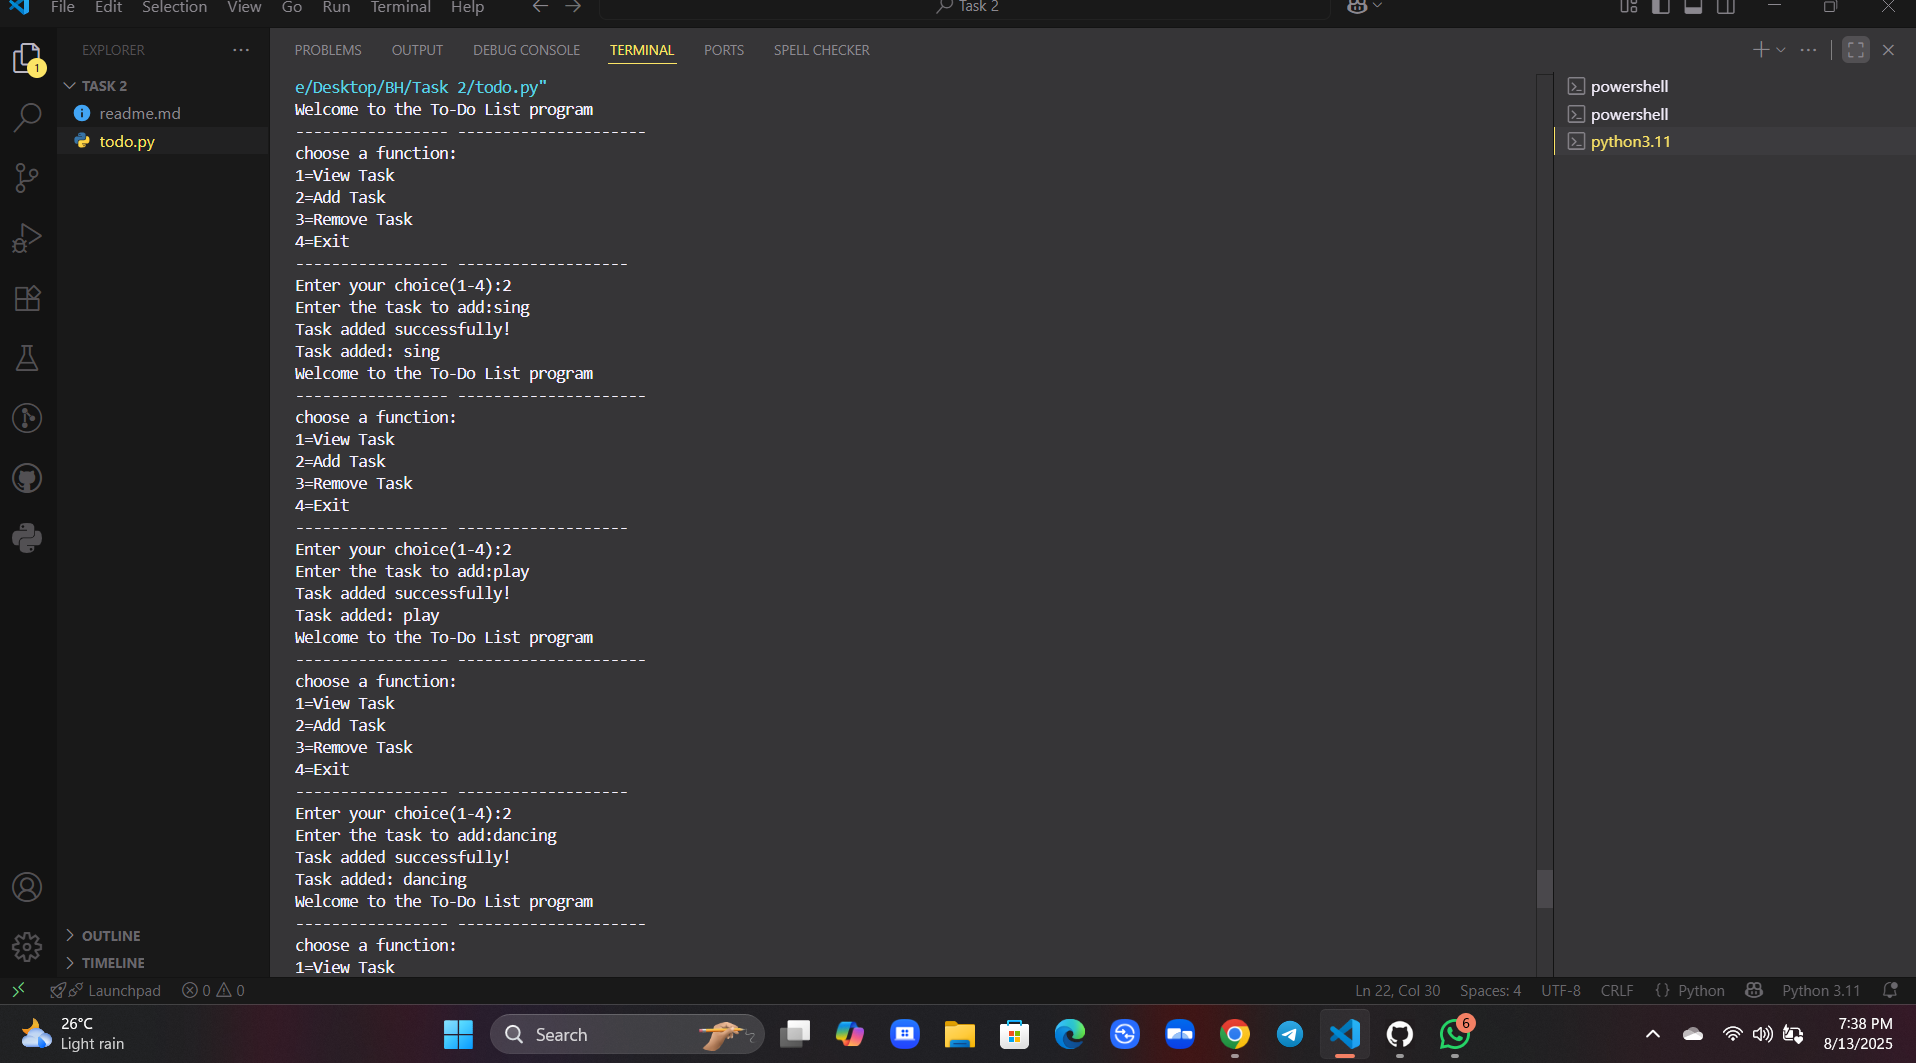 File Edit Selection View Go Run Terminal Help
Task 2
EXPLORER
PROBLEMS OUTPUT DEBUG CONSOLE TERMINAL PORTS SPELL CHECKER
1
TASK 2
readme.md
todo.py
e/Desktop/BH/Task 2/todo.py"
Welcome to the To-Do List program
----------------- ---------------------
choose a function:
1=View Task
2=Add Task
3=Remove Task
4=Exit
----------------- -------------------
Enter your choice(1-4):2
Enter the task to add:sing
Task added successfully!
Task added: sing
Welcome to the To-Do List program
----------------- ---------------------
choose a function:
1=View Task
2=Add Task
3=Remove Task
4=Exit
----------------- -------------------
Enter your choice(1-4):2
Enter the task to add:play
Task added successfully!
Task added: play
Welcome to the To-Do List program
----------------- ---------------------
choose a function:
1=View Task
2=Add Task
3=Remove Task
4=Exit
----------------- -------------------
Enter your choice(1-4):2
Enter the task to add:dancing
Task added successfully!
Task added: dancing
Welcome to the To-Do List program
----------------- ---------------------
choose a function:
1=View Task
powershell
powershell
python3.11
OUTLINE
TIMELINE
Launchpad 0 0
Ln 22, Col 30 Spaces: 4 UTF-8 CRLF {} Python Python 3.11
26°C
Light rain
Search
6
7:38 PM
8/13/2025